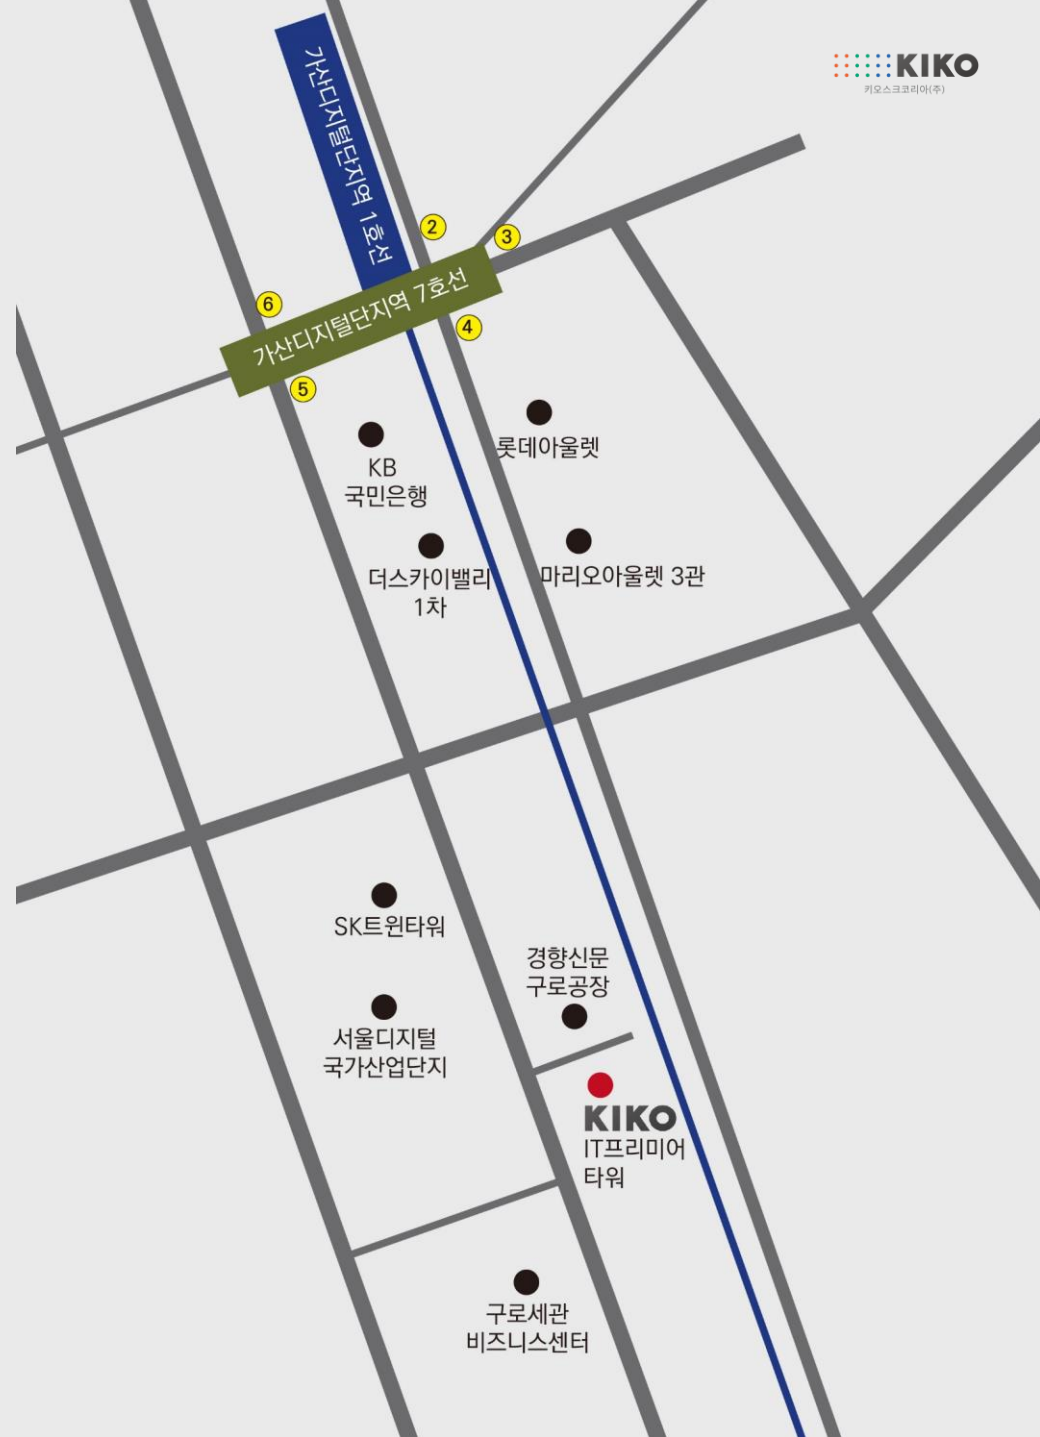 KIKO
키오스크코리아(주)
가산디지털단지역 1호선
2
3
6
가산디지털단지역 7호선
4
5
롯데아울렛
KB
국민은행
마리오아울렛 3관
더스카이밸리
1차
SK트윈타워
경향신문
구로공장
서울디지털
국가산업단지
KIKO
IT프리미어
타워
구로세관
비즈니스센터